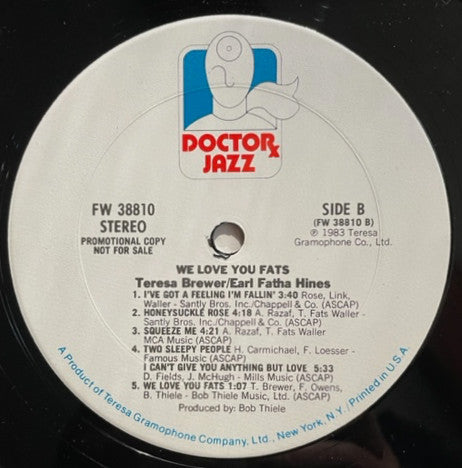 DOCTOR℞
JAZZ
FW 38810
STEREO
PROMOTIONAL COPY
NOT FOR SALE
SIDE B
(FW 38810 B)
℗ 1983 Teresa
Gramophone Co., Ltd.
WE LOVE YOU FATS
Teresa Brewer/Earl Fatha Hines
1. I'VE GOT A FEELING I'M FALLIN' 3:40 Rose, Link,
Waller - Santly Bros. Inc./Chappell & Co. (ASCAP)
2. HONEYSUCKLE ROSE 4:18 A. Razaf, T. Fats Waller -
Santly Bros. Inc./Chappell & Co. (ASCAP)
3. SQUEEZE ME 4:21 A. Razaf, T. Fats Waller
MCA Music (ASCAP)
4. TWO SLEEPY PEOPLE H. Carmichael, F. Loesser -
Famous Music (ASCAP)
I CAN'T GIVE YOU ANYTHING BUT LOVE 5:33
D. Fields, J. McHugh - Mills Music (ASCAP)
5. WE LOVE YOU FATS 1:07 T. Brewer, F. Owens,
B. Thiele - Bob Thiele Music, Ltd. (ASCAP)
Produced by: Bob Thiele
A Product of Teresa Gramophone Company, Ltd., New York, N.Y. Printed in U.S.A.